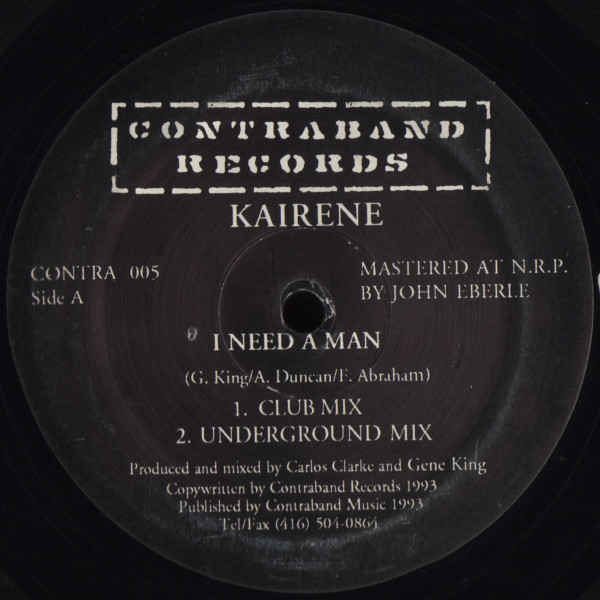 CONTRABAND
RECORDS
KAIRENE
CONTRA 005
Side A
MASTERED AT N.R.P.
BY JOHN EBERLE
I NEED A MAN
(G. King/A. Duncan/F. Abraham)
1. CLUB MIX
2. UNDERGROUND MIX
Produced and mixed by Carlos Clarke and Gene King
Copywritten by Contraband Records 1993
Published by Contraband Music 1993
Tel/Fax (416) 504-0864